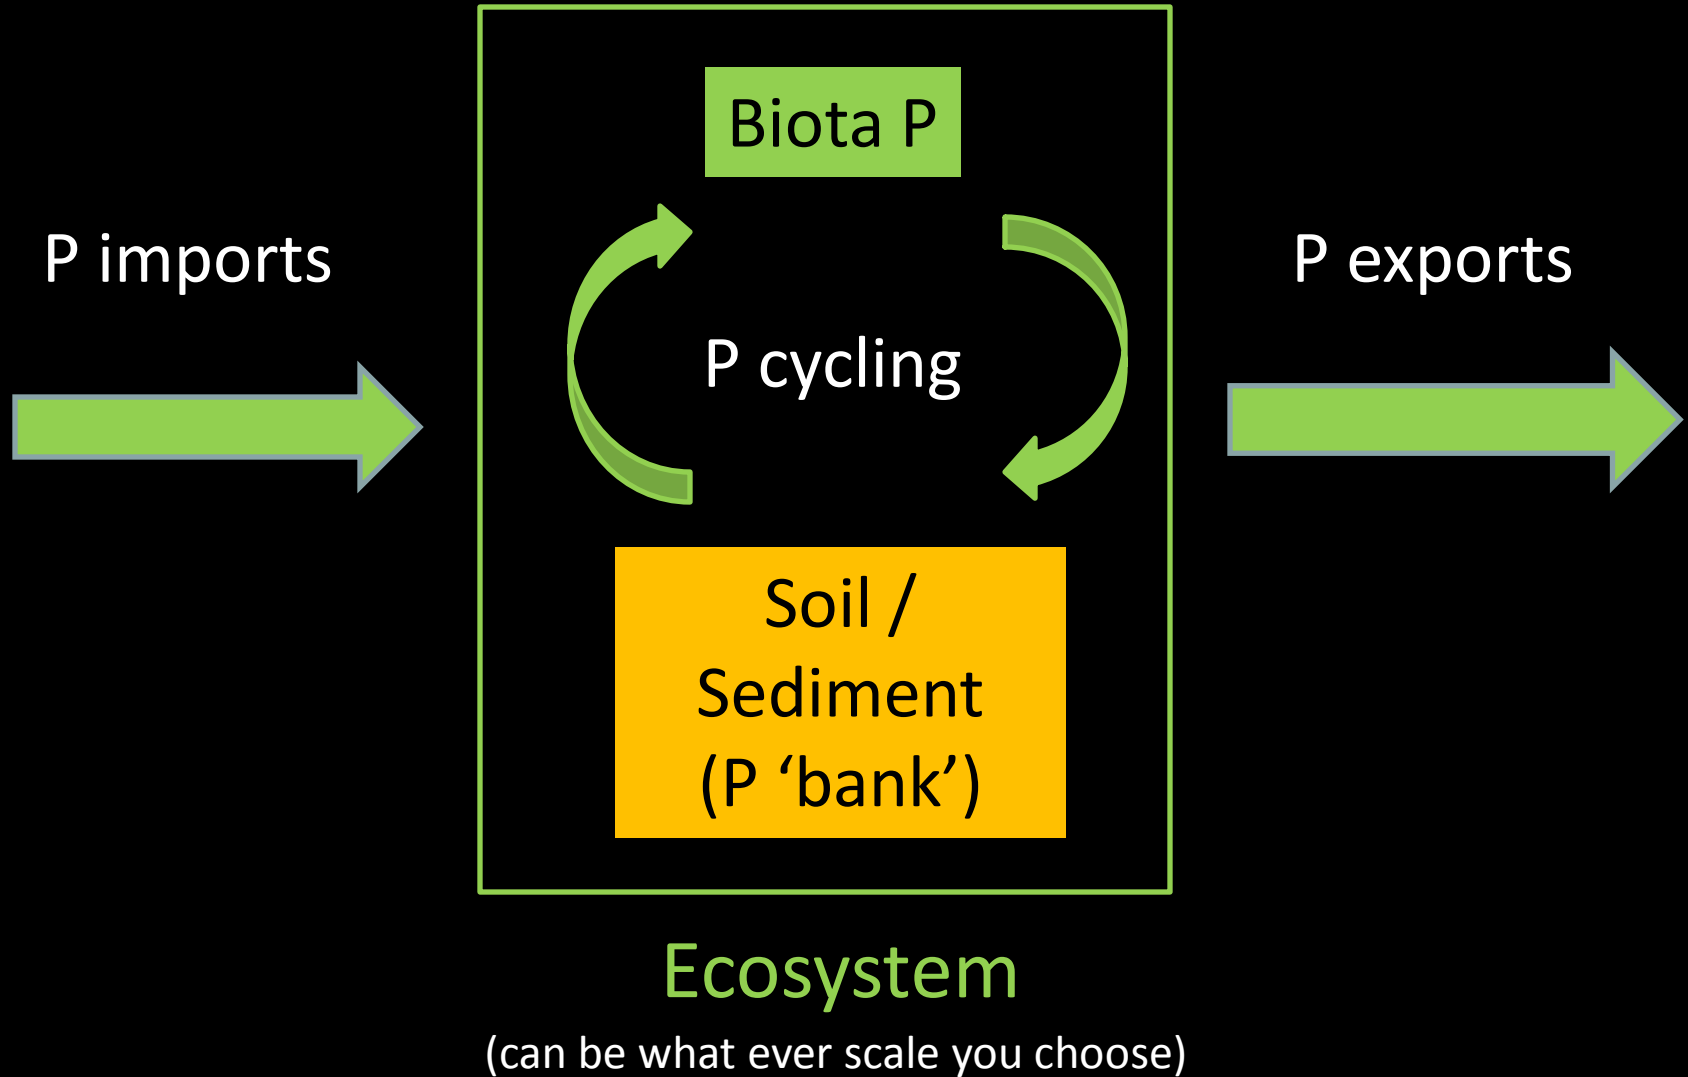 Biota P
P imports
P exports
P cycling
Soil /
Sediment
(P ‘bank’)
Ecosystem
(can be what ever scale you choose)